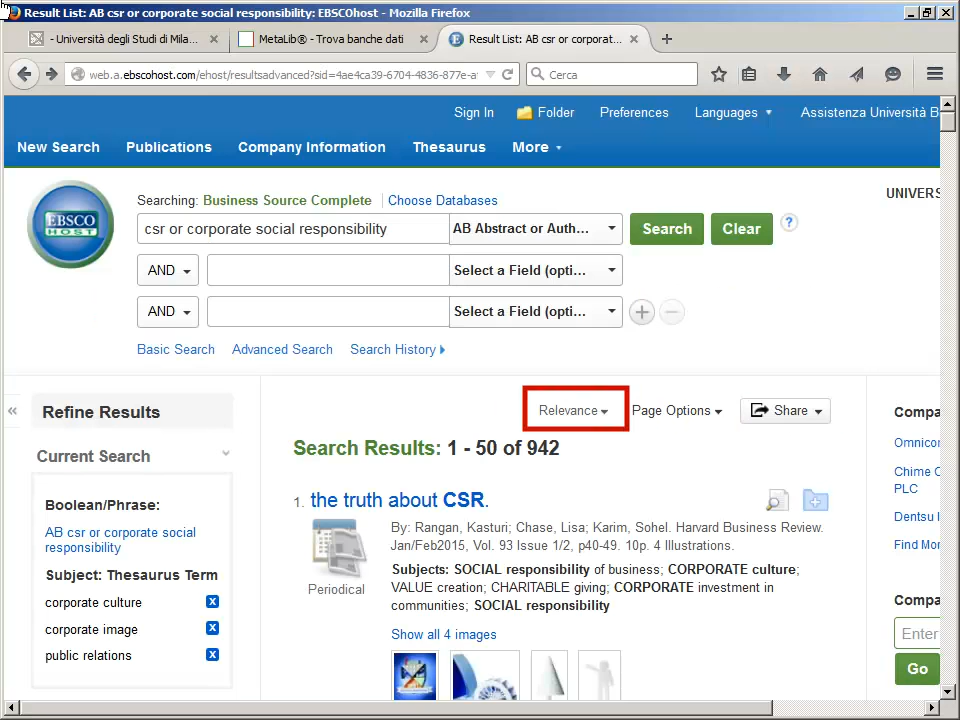 Result List: AB csr or corporate social responsibility: EBSCOhost - Mozilla Firefox
- Università degli Studi di Mila...
MetaLib® - Trova banche dati
Result List: AB csr or corporat...
web.a.ebscohost.com/ehost/resultsadvanced?sid=4ae4ca39-6704-4836-877e-a
Cerca
Sign In
Folder
Preferences
Languages
Assistenza Università B
New Search
Publications
Company Information
Thesaurus
More
Searching: Business Source Complete
Choose Databases
UNIVERS
EBSCO
HOST
csr or corporate social responsibility
AB Abstract or Auth...
Search
Clear
?
AND
Select a Field (opti...
AND
Select a Field (opti...
Basic Search
Advanced Search
Search History
Refine Results
Relevance
Page Options
Share
Compa
Current Search
Search Results: 1 - 50 of 942
Omnicor
Boolean/Phrase:
AB csr or corporate social
responsibility
Subject: Thesaurus Term
corporate culture
corporate image
public relations
1. the truth about CSR.
By: Rangan, Kasturi; Chase, Lisa; Karim, Sohel. Harvard Business Review.
Jan/Feb2015, Vol. 93 Issue 1/2, p40-49. 10p. 4 Illustrations.
Periodical
Subjects: SOCIAL responsibility of business; CORPORATE culture;
VALUE creation; CHARITABLE giving; CORPORATE investment in
communities; SOCIAL responsibility
Show all 4 images
Chime C
PLC
Dentsu I
Find Mor
Compa
Enter
Go